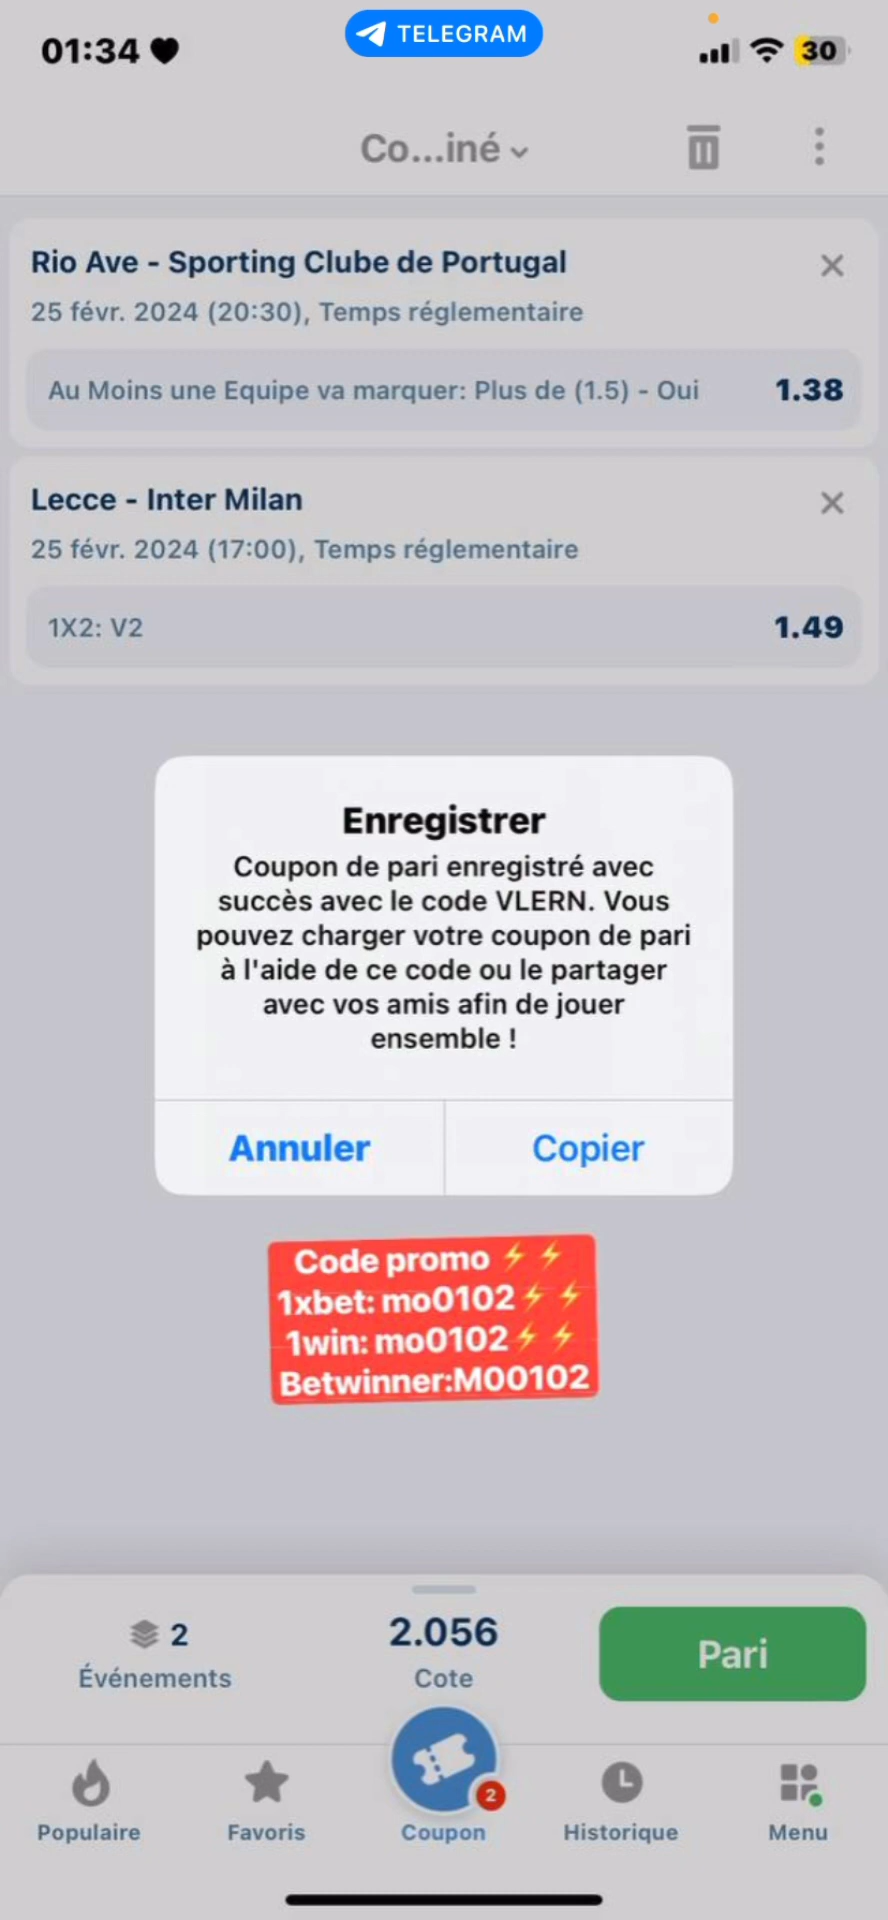 01:34
TELEGRAM
30
Co...iné
Rio Ave - Sporting Clube de Portugal
25 févr. 2024 (20:30), Temps réglementaire
Au Moins une Equipe va marquer: Plus de (1.5) - Oui 1.38
Lecce - Inter Milan
25 févr. 2024 (17:00), Temps réglementaire
1X2: V2 1.49
Enregistrer
Coupon de pari enregistré avec
succès avec le code VLERN. Vous
pouvez charger votre coupon de pari
à l'aide de ce code ou le partager
avec vos amis afin de jouer
ensemble !
Annuler Copier
Code promo ⚡⚡
1xbet: mo0102⚡⚡
1win: mo0102⚡⚡
Betwinner:M00102
2 2.056 Pari
Événements Cote
2
Populaire Favoris Coupon Historique Menu